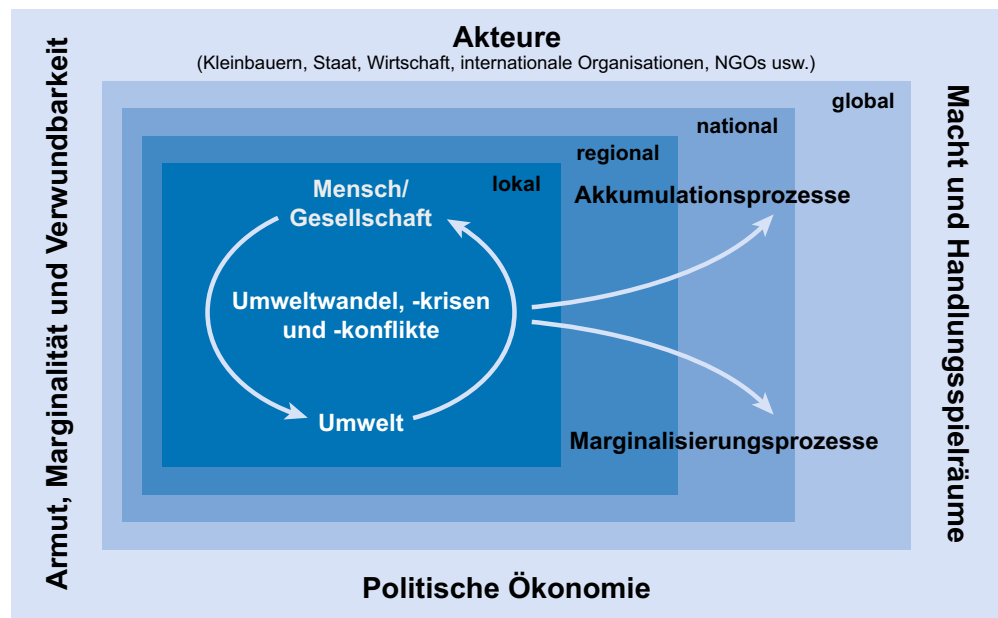 Akteure
(Kleinbauern, Staat, Wirtschaft, internationale Organisationen, NGOs usw.)
Armut, Marginalität und Verwundbarkeit
global
national
regional
lokal
Mensch/
Gesellschaft
Akkumulationsprozesse
Umweltwandel, -krisen
und -konflikte
Umwelt
Marginalisierungsprozesse
Macht und Handlungsspielräume
Politische Ökonomie